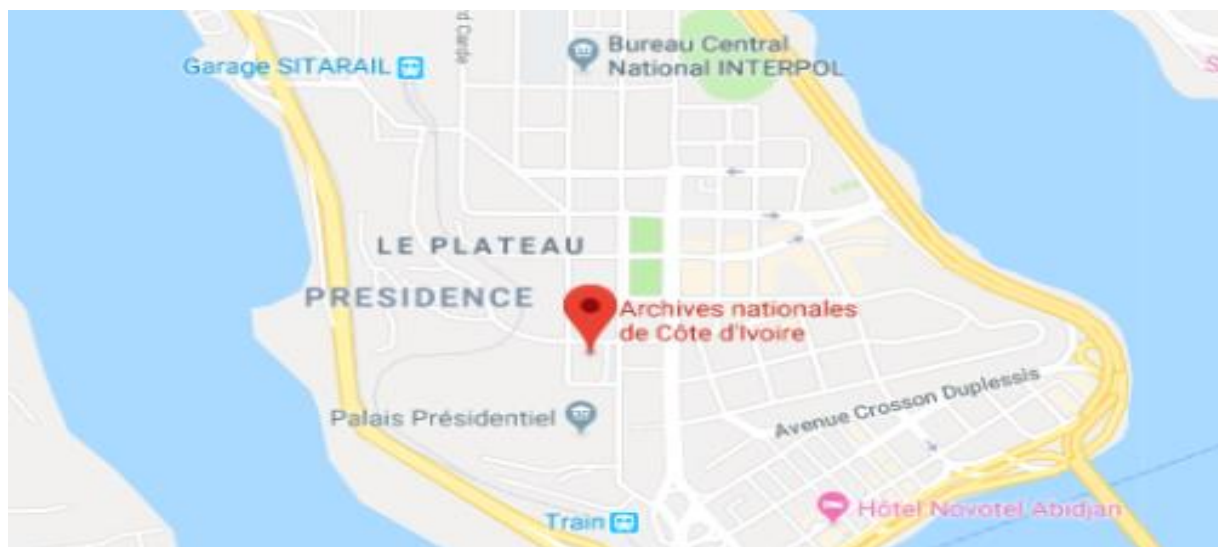 d Carde
Bureau Central
National INTERPOL
Garage SITARAIL
S
LE PLATEAU
PRESIDENCE
Archives nationales
de Côte d'Ivoire
Avenue Crosson Duplessis
Palais Présidentiel
Hôtel Novotel Abidjan
Train